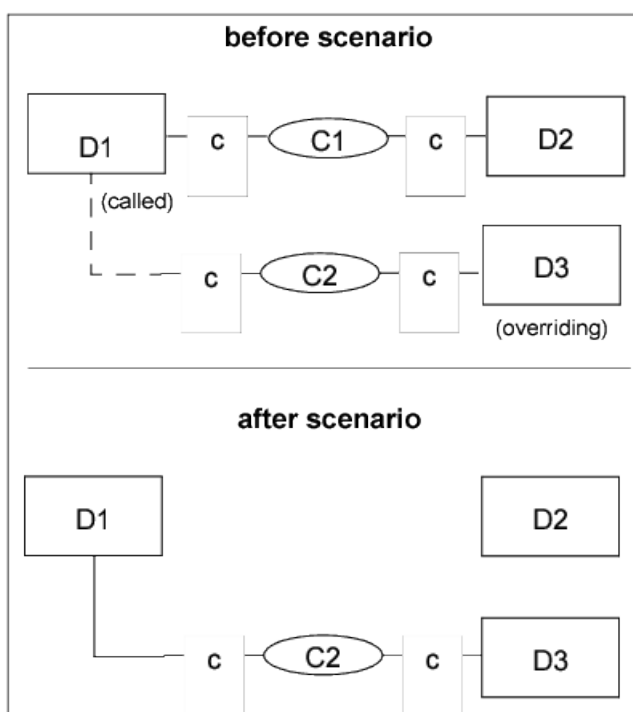 before scenario
D1 c C1 c D2
(called)
c C2 c D3
(overriding)
after scenario
D1 D2
c C2 c D3